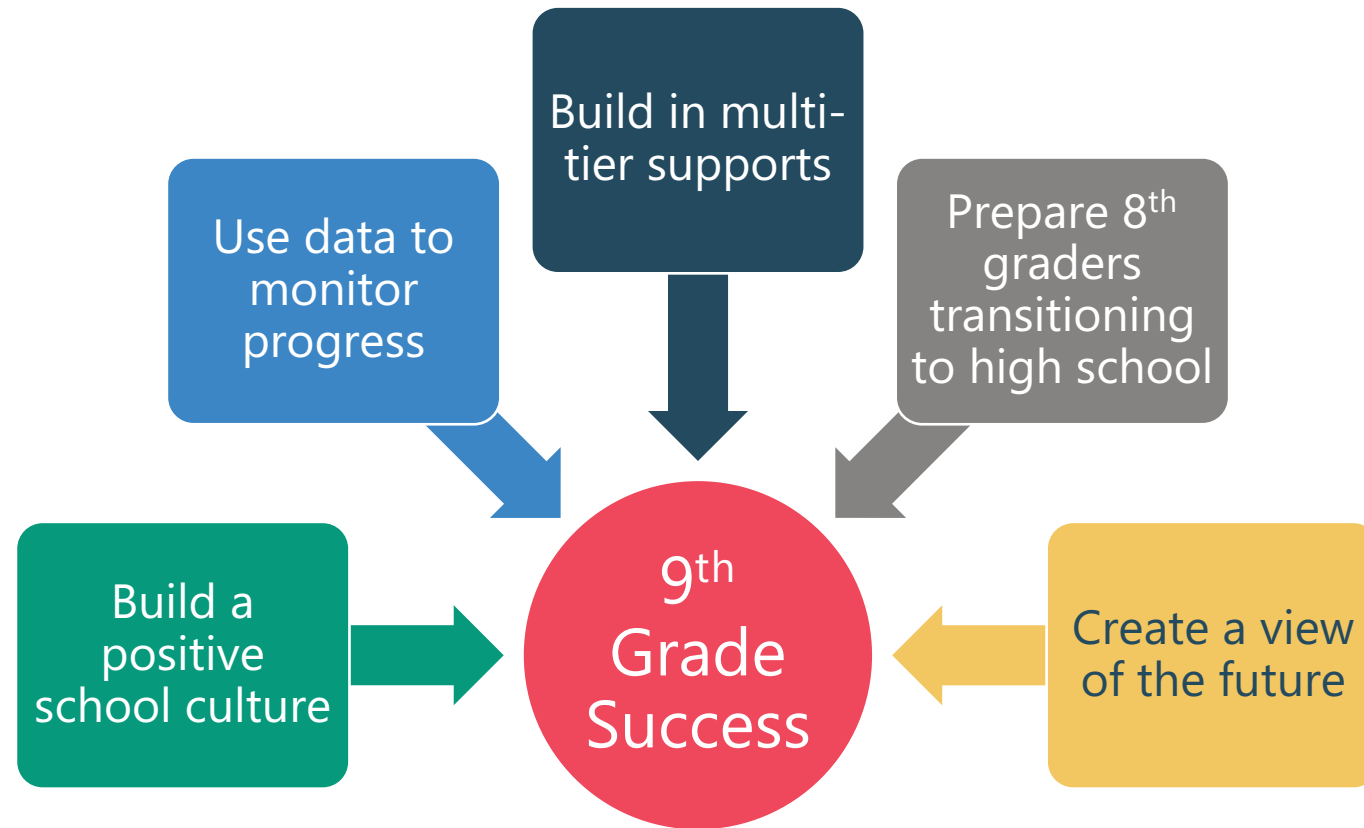 Build in multi-
tier supports
Use data to
monitor
progress
Prepare 8th
graders
transitioning
to high school
Build a
positive
school culture
9th
Grade
Success
Create a view
of the future